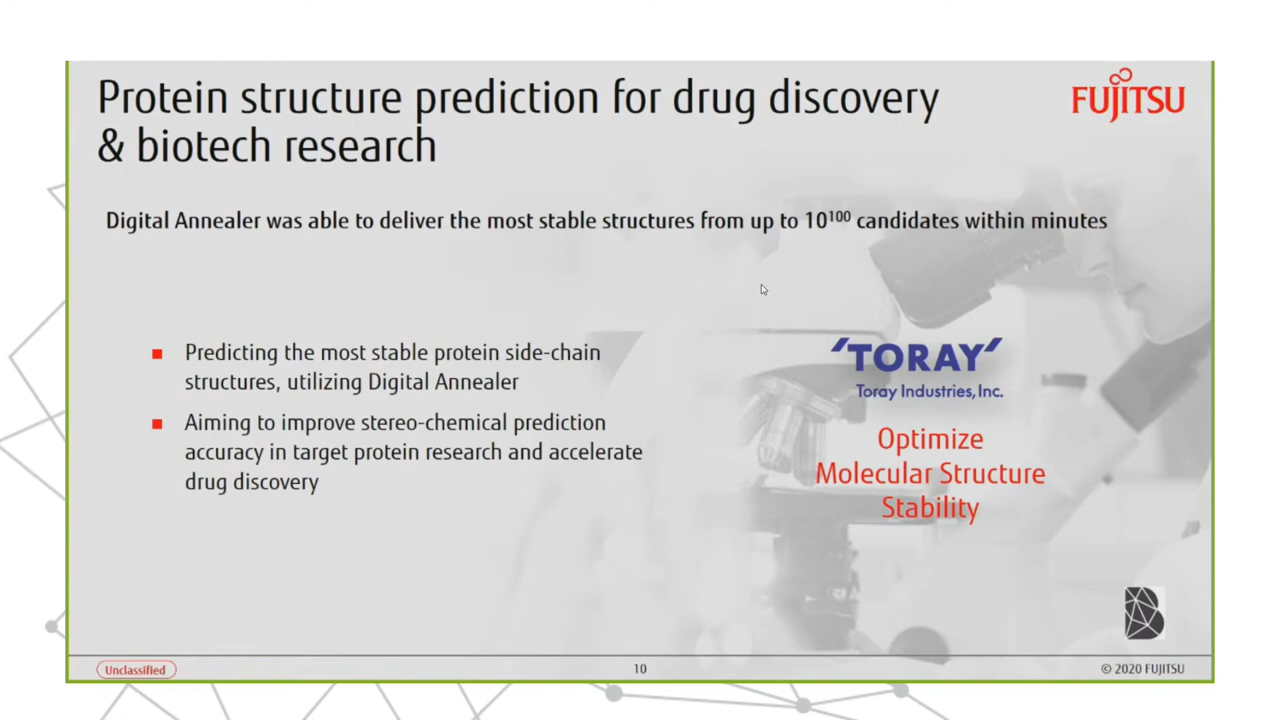 Protein structure prediction for drug discovery
& biotech research
FUJITSU
Digital Annealer was able to deliver the most stable structures from up to 10¹⁰⁰ candidates within minutes
Predicting the most stable protein side-chain
structures, utilizing Digital Annealer
Aiming to improve stereo-chemical prediction
accuracy in target protein research and accelerate
drug discovery
'TORAY'
Toray Industries, Inc.
Optimize
Molecular Structure
Stability
B
Unclassified
10
© 2020 FUJITSU